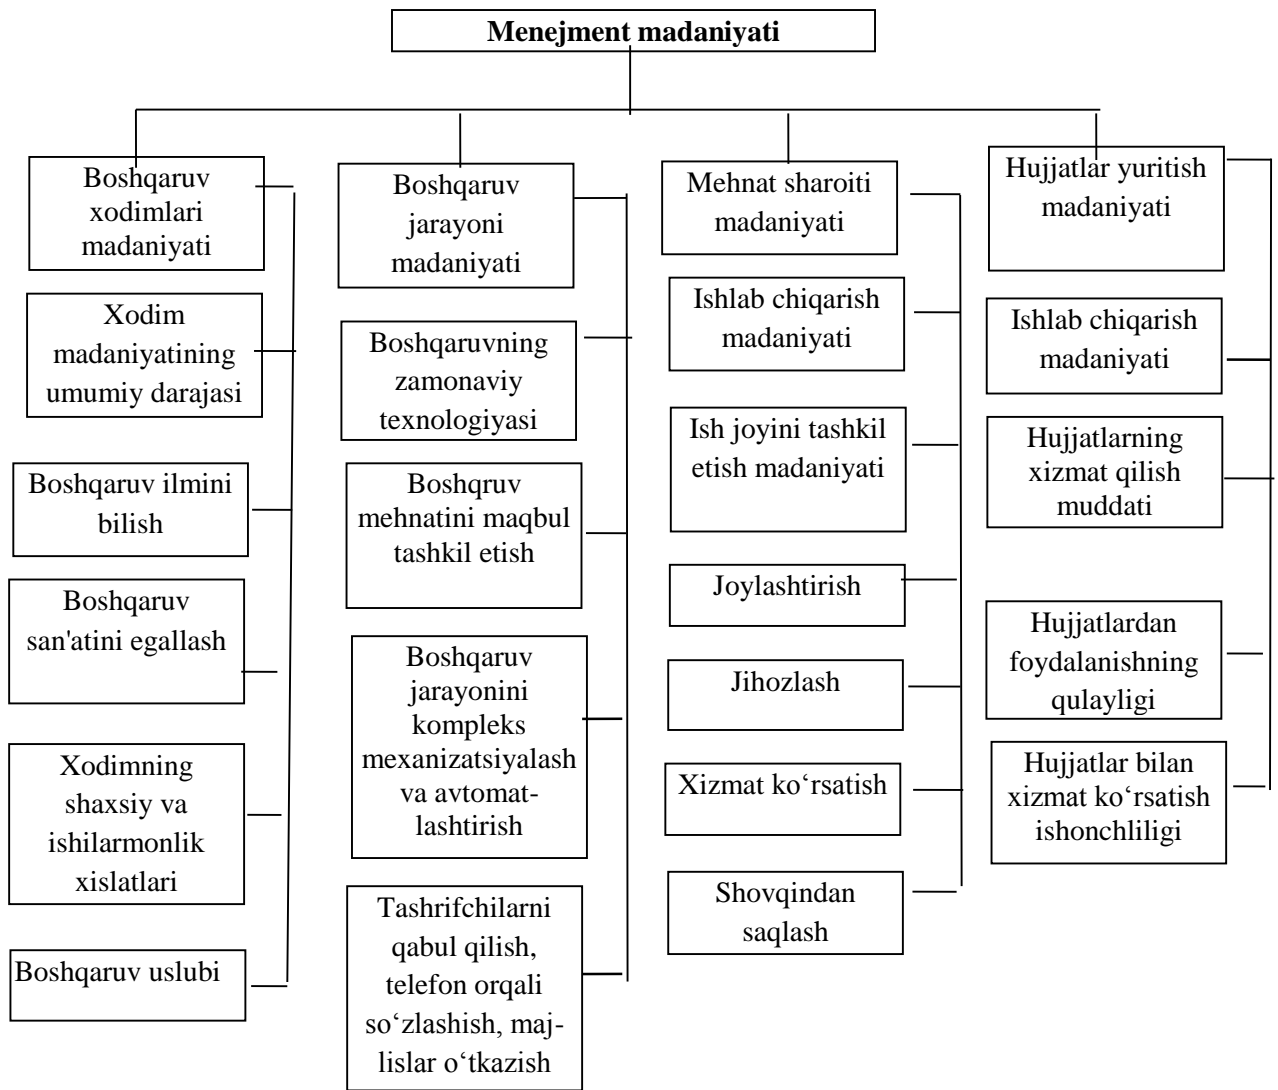 Menejment madaniyati
Boshqaruv
xodimlari
madaniyati
Xodim
madaniyatining
umumiy darajasi
Boshqaruv ilmini
bilish
Boshqaruv
san'atini egallash
Xodimning
shaxsiy va
ishilarmonlik
xislatlari
Boshqaruv uslubi
Boshqaruv
jarayoni
madaniyati
Boshqaruvning
zamonaviy
texnologiyasi
Boshqruv
mehnatini maqbul
tashkil etish
Boshqaruv
jarayonini
kompleks
mexanizatsiyalash
va avtomat-
lashtirish
Tashrifchilarni
qabul qilish,
telefon orqali
so‘zlashish, maj-
lislar o‘tkazish
Mehnat sharoiti
madaniyati
Ishlab chiqarish
madaniyati
Ish joyini tashkil
etish madaniyati
Joylashtirish
Jihozlash
Xizmat ko‘rsatish
Shovqindan
saqlash
Hujjatlar yuritish
madaniyati
Ishlab chiqarish
madaniyati
Hujjatlarning
xizmat qilish
muddati
Hujjatlardan
foydalanishning
qulayligi
Hujjatlar bilan
xizmat ko‘rsatish
ishonchliligi